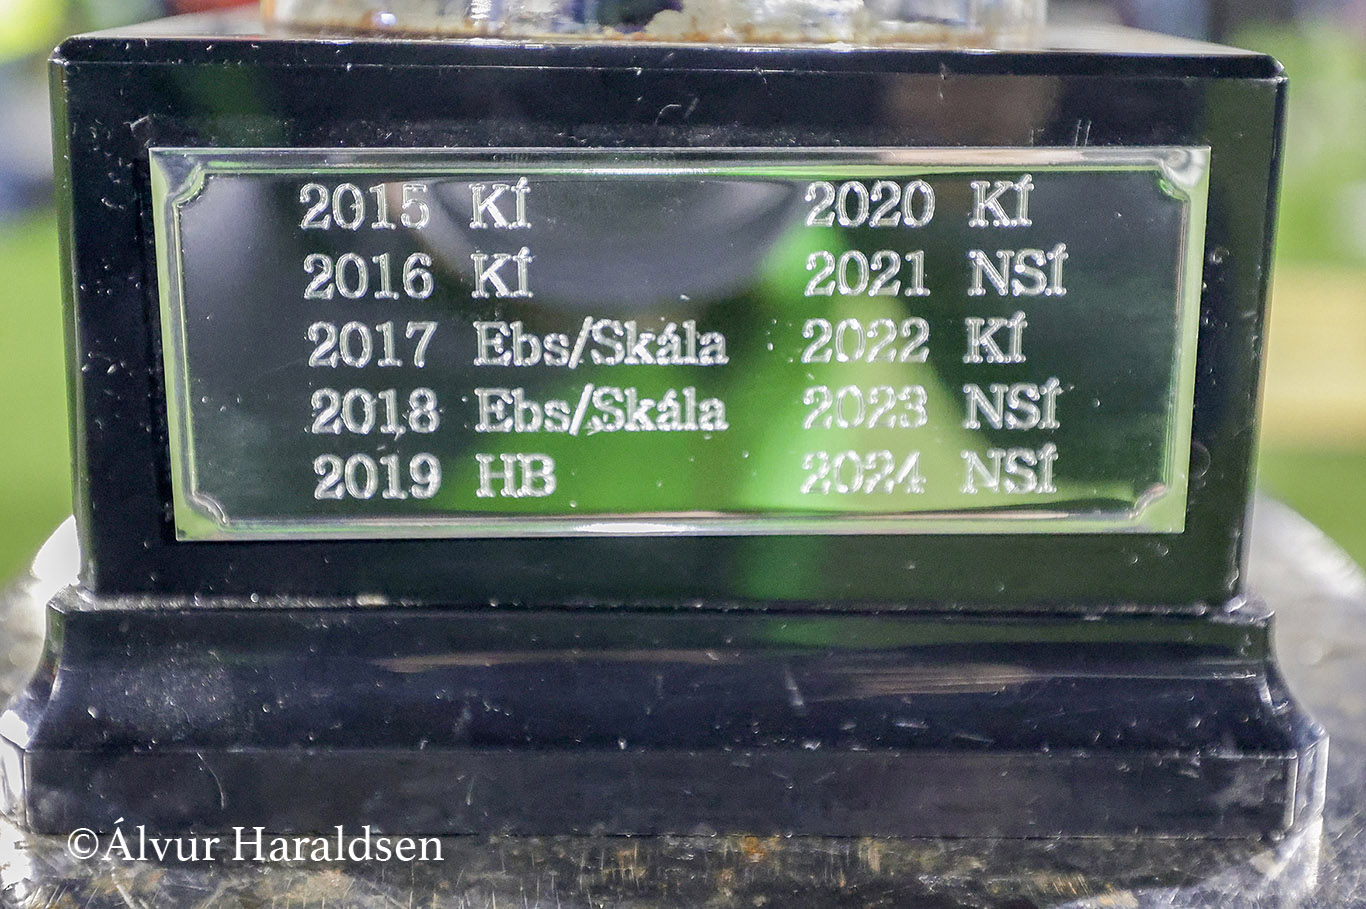 2015 KÍ
2016 KÍ
2017 Ebs/Skála
2018 Ebs/Skála
2019 HB
2020 KÍ
2021 NSÍ
2022 KÍ
2023 NSÍ
2024 NSÍ
©Álvur Haraldsen